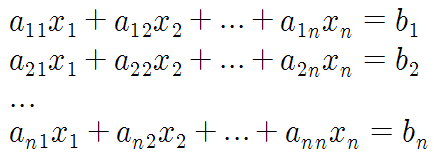 a₁₁x₁ + a₁₂x₂ + ... + a₁ₙxₙ = b₁
a₂₁x₁ + a₂₂x₂ + ... + a₂ₙxₙ = b₂
...
aₙ₁x₁ + aₙ₂x₂ + ... + aₙₙxₙ = bₙ